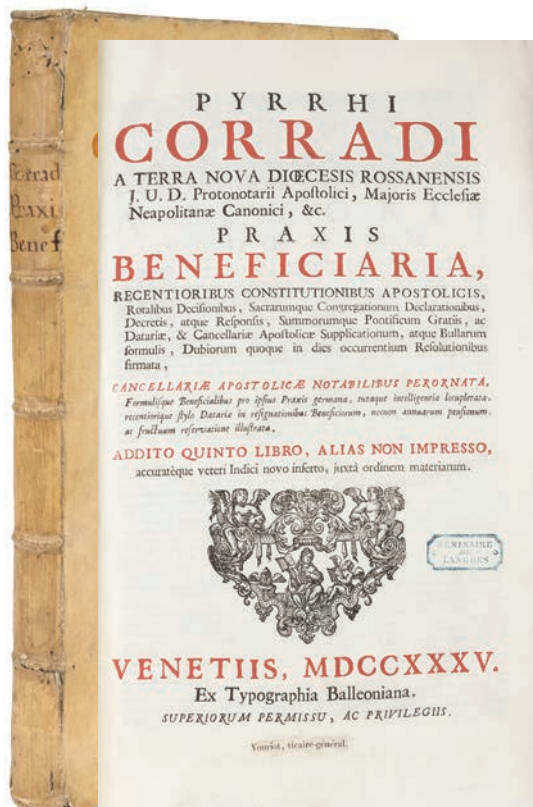 Corrad
Praxis
Benef
PYRRHI
CORRADI
A TERRA NOVA DIŒCESIS ROSSANENSIS
J. U. D. Protonotarii Apoſtolici, Majoris Eccleſiæ
Neapolitanæ Canonici, &c.
PRAXIS
BENEFICIARIA,
RECENTIORIBUS CONSTITUTIONIBUS APOSTOLICIS,
Rotalibus Deciſionibus, Sacrarumque Congregationum Declarationibus,
Decretis, atque Reſponſis, Summorumque Pontificum Gratiis, ac
Datariæ, & Cancellariæ Apoſtolicæ Supplicationum, atque Bullarum
formulis, Dubiorum quoque in dies occurrentium Reſolutionibus
firmata,
CANCELLARIÆ APOSTOLICÆ NOTABILIBUS PERORNATA,
Formuliſque Beneficialibus pro ipſius Praxis germana, tutaque intelligentia locupletata,
recentiorique ſtylo Datariæ in reſignationibus Beneficiorum, necnon annuarum penſionum,
ac fructuum reſervatione illuſtrata.
ADDITO QUINTO LIBRO, ALIAS NON IMPRESSO,
accuratèque veteri Indici novo inſerto, juxtà ordinem materiarum.
SEMINAIRE
DE
LANGRES
VENETIIS, MDCCXXXV.
Ex Typographia Balleoniana.
SUPERIORUM PERMISSU, AC PRIVILEGIIS.
Vouriot, vicaire-général.